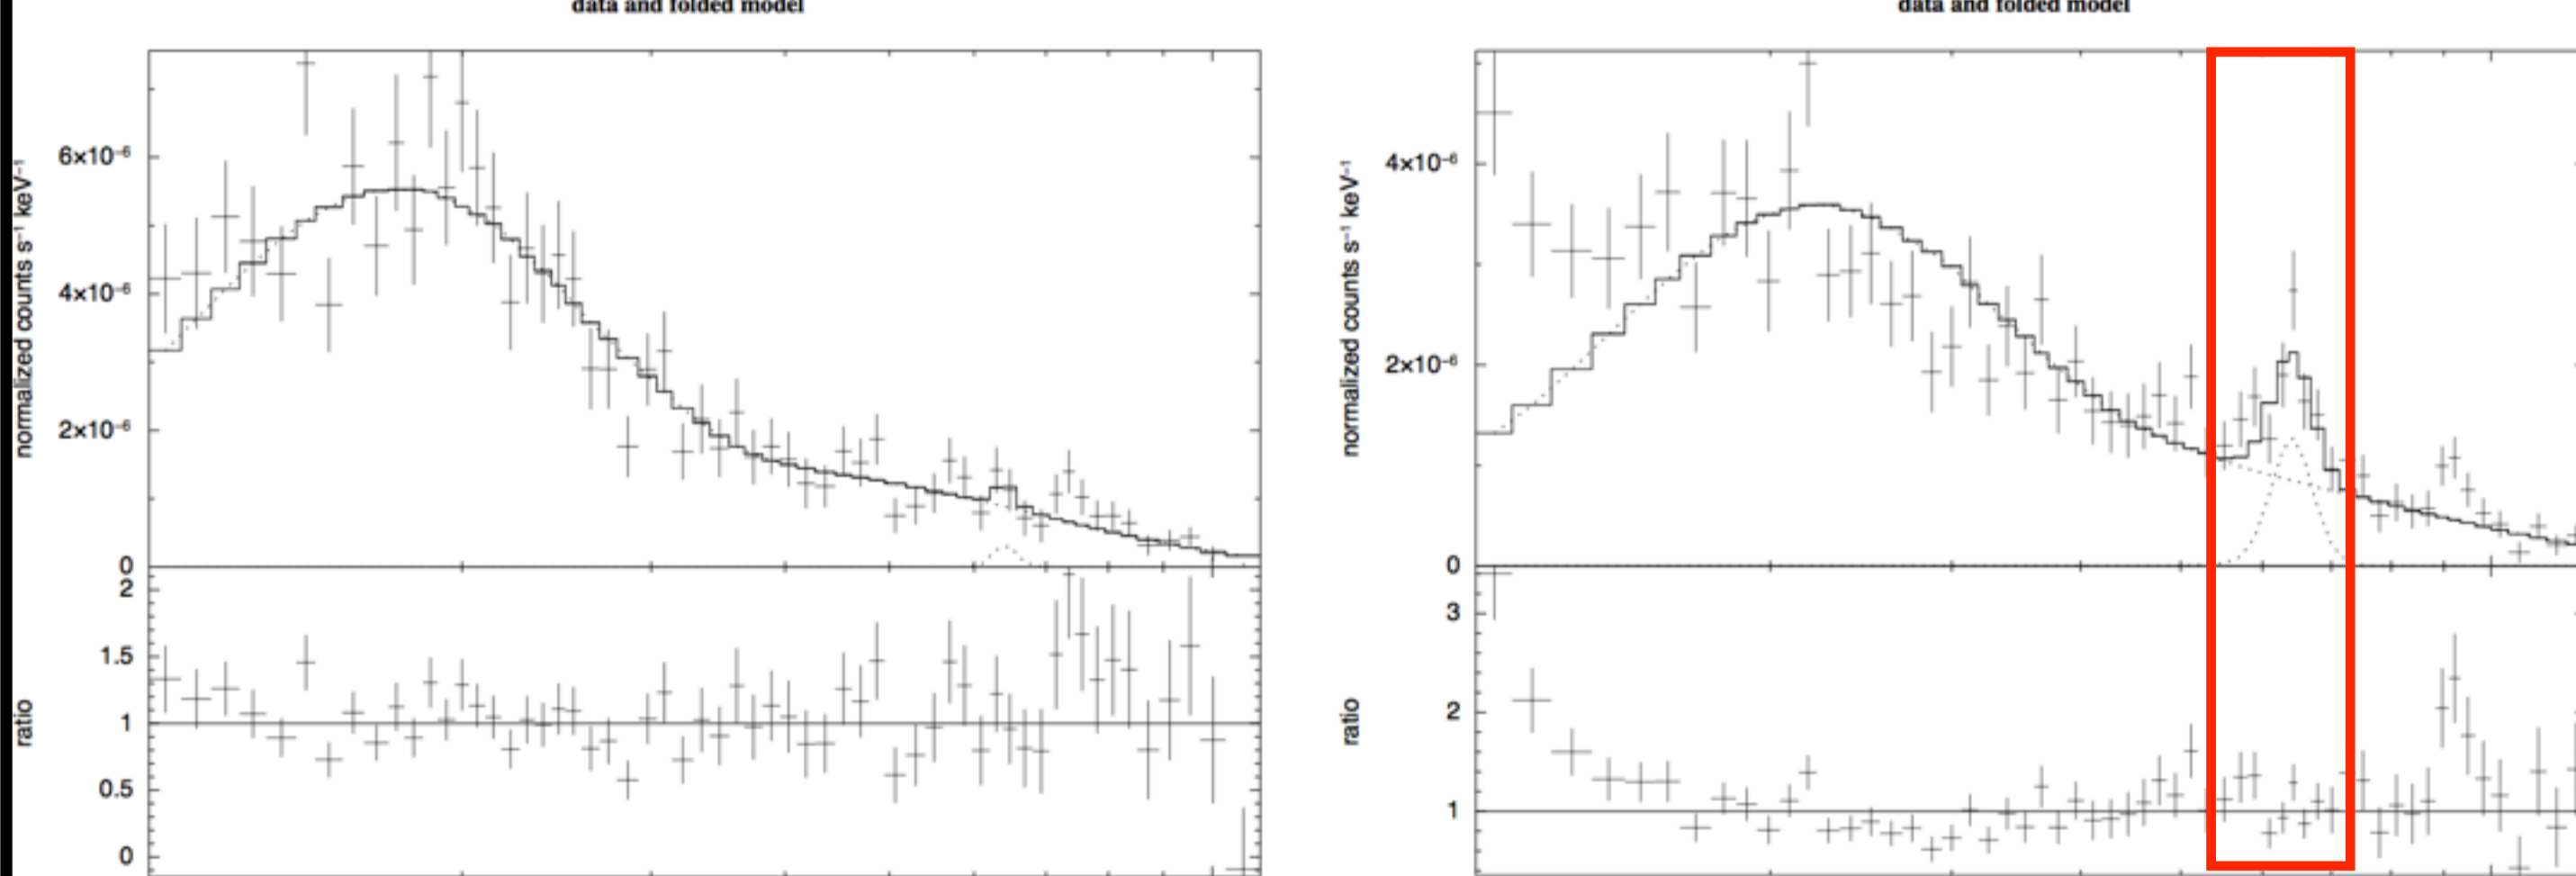 data and folded model
normalized counts s⁻¹ keV⁻¹
6×10⁻⁶
4×10⁻⁶
2×10⁻⁶
0
ratio
2
1.5
1
0.5
0
data and folded model
normalized counts s⁻¹ keV⁻¹
4×10⁻⁶
2×10⁻⁶
0
ratio
3
2
1